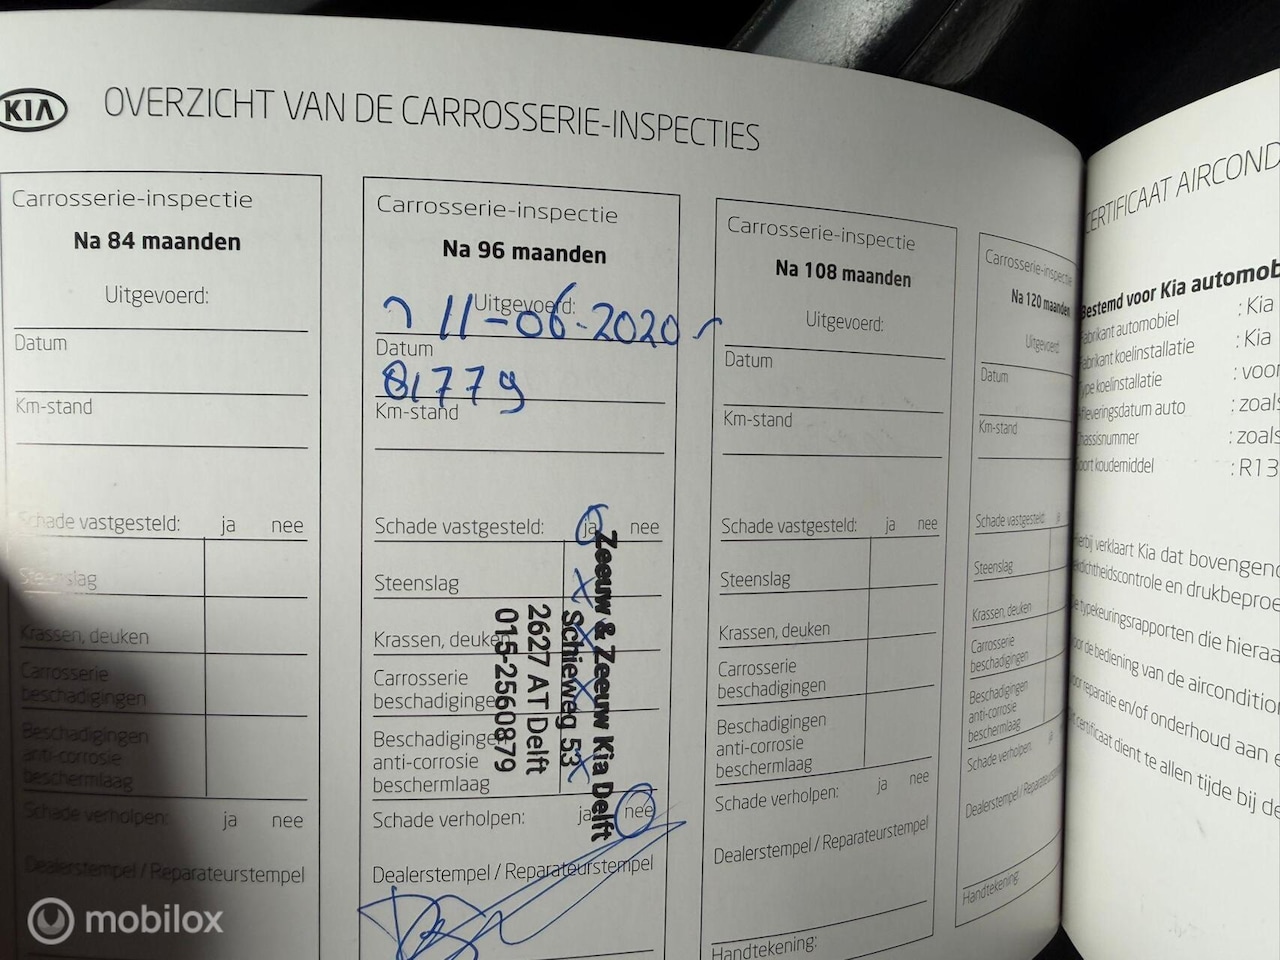 KIA
OVERZICHT VAN DE CARROSSERIE-INSPECTIES
Carrosserie-inspectie
Na 84 maanden
Uitgevoerd:
Datum
Km-stand
Schade vastgesteld: ja nee
Steenslag
Krassen, deuken
Carrosserie
beschadigingen
Beschadigingen
anti-corrosie
beschermlaag
Schade verholpen: ja nee
Dealerstempel / Reparateurstempel
Carrosserie-inspectie
Na 96 maanden
Uitgevoerd:
11-06-2020
Datum
81779
Km-stand
Schade vastgesteld: ja nee
Steenslag
Krassen, deuken
Carrosserie
beschadigingen
Beschadigingen
anti-corrosie
beschermlaag
Schade verholpen: ja nee
Dealerstempel / Reparateurstempel
Zeeuw & Zeeuw Kia Delft
Schieweg 53
2627 AT Delft
015-2560879
Carrosserie-inspectie
Na 108 maanden
Uitgevoerd:
Datum
Km-stand
Schade vastgesteld: ja nee
Steenslag
Krassen, deuken
Carrosserie
beschadigingen
Beschadigingen
anti-corrosie
beschermlaag
Schade verholpen: ja nee
Dealerstempel / Reparateurstempel
Handtekening:
Carrosserie-inspectie
Na 120 maanden
Uitgevoerd:
Datum
Km-stand
Schade vastgesteld: ja
Steenslag
Krassen, deuken
Carrosserie
beschadigingen
Beschadigingen
anti-corrosie
beschermlaag
Schade verholpen: ja
Dealerstempel / Reparateurstempel
Handtekening:
CERTIFICAAT AIRCOND
Bestemd voor Kia automob
Fabrikant automobiel : Kia
Fabrikant koelinstallatie : Kia
Type koelinstallatie : voor
Afleveringsdatum auto : zoals
Chassisnummer : zoals
Soort koudemiddel : R13
verklaart Kia dat bovengenoe
en drukbeproe
typekeuringsrapporten die hieraa
de bediening van de airconditio
reparatie en/of onderhoud aan e
certificaat dient te allen tijde bij de
mobilox